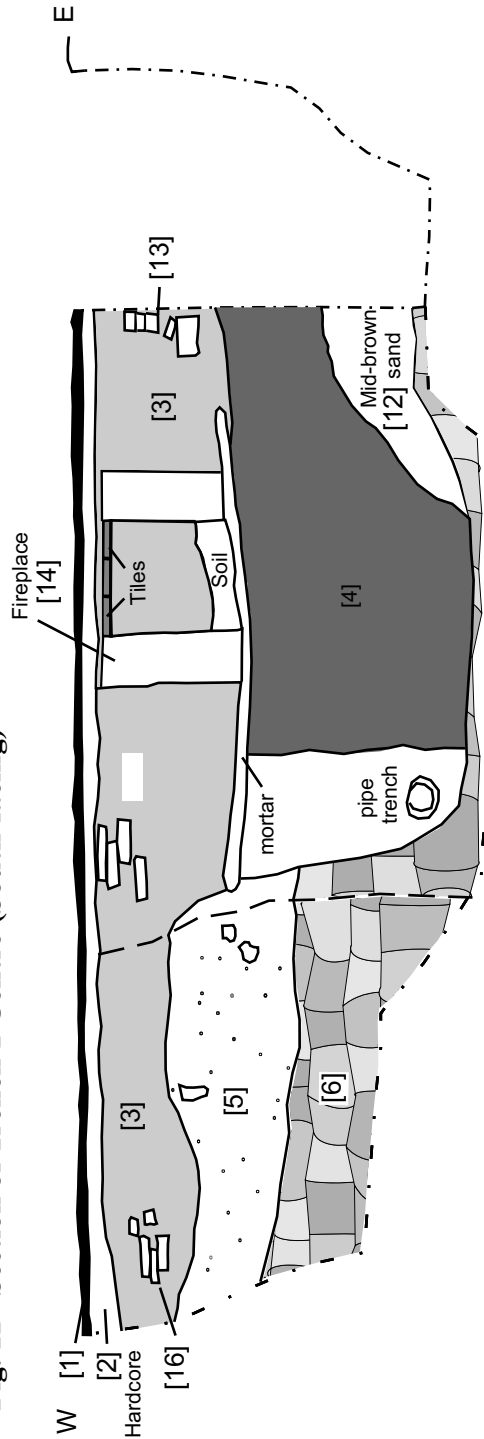 W
E
[1]
[2]
Hardcore
[16]
[3]
[5]
[6]
Fireplace
[14]
Tiles
Soil
mortar
pipe
trench
[4]
[3]
[13]
Mid-brown
[12] sand